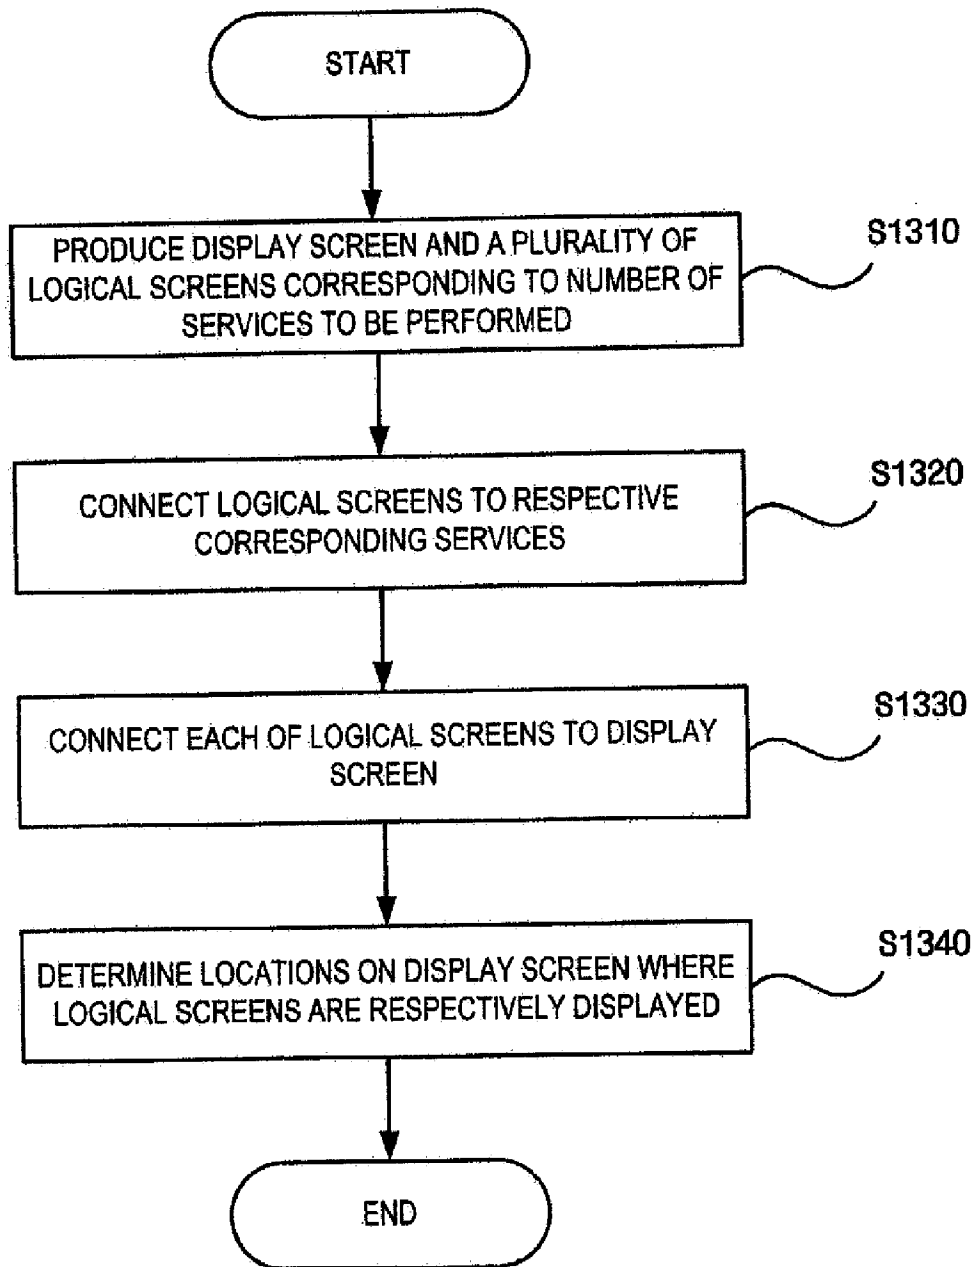 START
PRODUCE DISPLAY SCREEN AND A PLURALITY OF
LOGICAL SCREENS CORRESPONDING TO NUMBER OF
SERVICES TO BE PERFORMED
S1310
CONNECT LOGICAL SCREENS TO RESPECTIVE
CORRESPONDING SERVICES
S1320
CONNECT EACH OF LOGICAL SCREENS TO DISPLAY
SCREEN
S1330
DETERMINE LOCATIONS ON DISPLAY SCREEN WHERE
LOGICAL SCREENS ARE RESPECTIVELY DISPLAYED
S1340
END